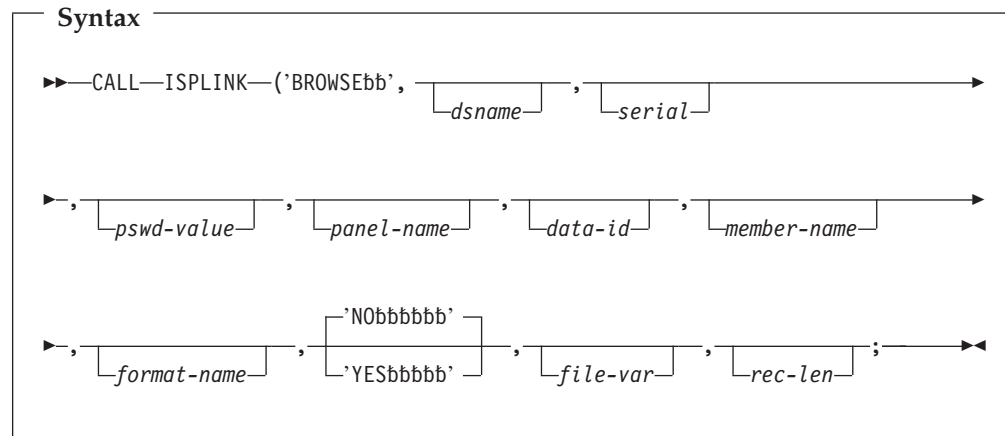 Syntax
CALL ISPLINK ('BROWSEƀƀ', dsname , serial
, pswd-value , panel-name , data-id , member-name
, format-name , 'NOƀƀƀƀƀƀ' 'YESƀƀƀƀƀ' , file-var , rec-len ;